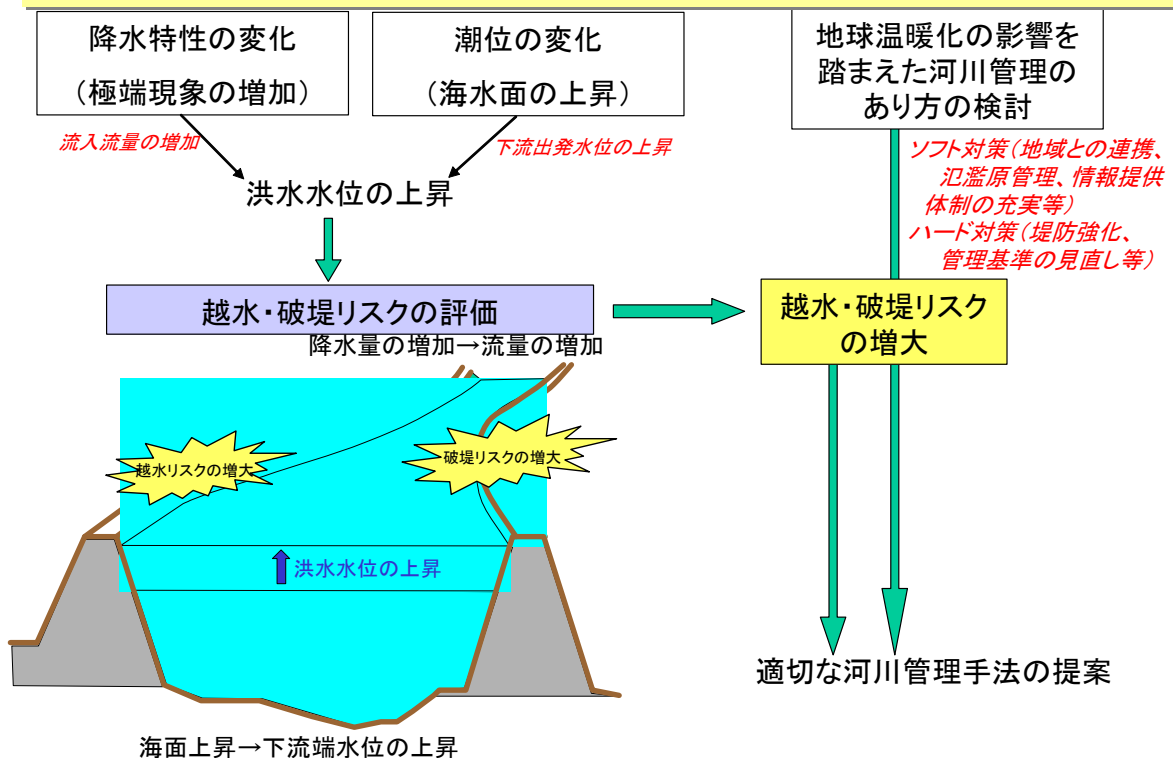 降水特性の変化
（極端現象の増加）
潮位の変化
（海水面の上昇）
地球温暖化の影響を
踏まえた河川管理の
あり方の検討
流入流量の増加
下流出発水位の上昇
洪水水位の上昇
ソフト対策（地域との連携、
氾濫原管理、情報提供
体制の充実等）
ハード対策（堤防強化、
管理基準の見直し等）
越水・破堤リスクの評価
越水・破堤リスク
の増大
降水量の増加→流量の増加
越水リスクの増大
破堤リスクの増大
洪水水位の上昇
適切な河川管理手法の提案
海面上昇→下流端水位の上昇